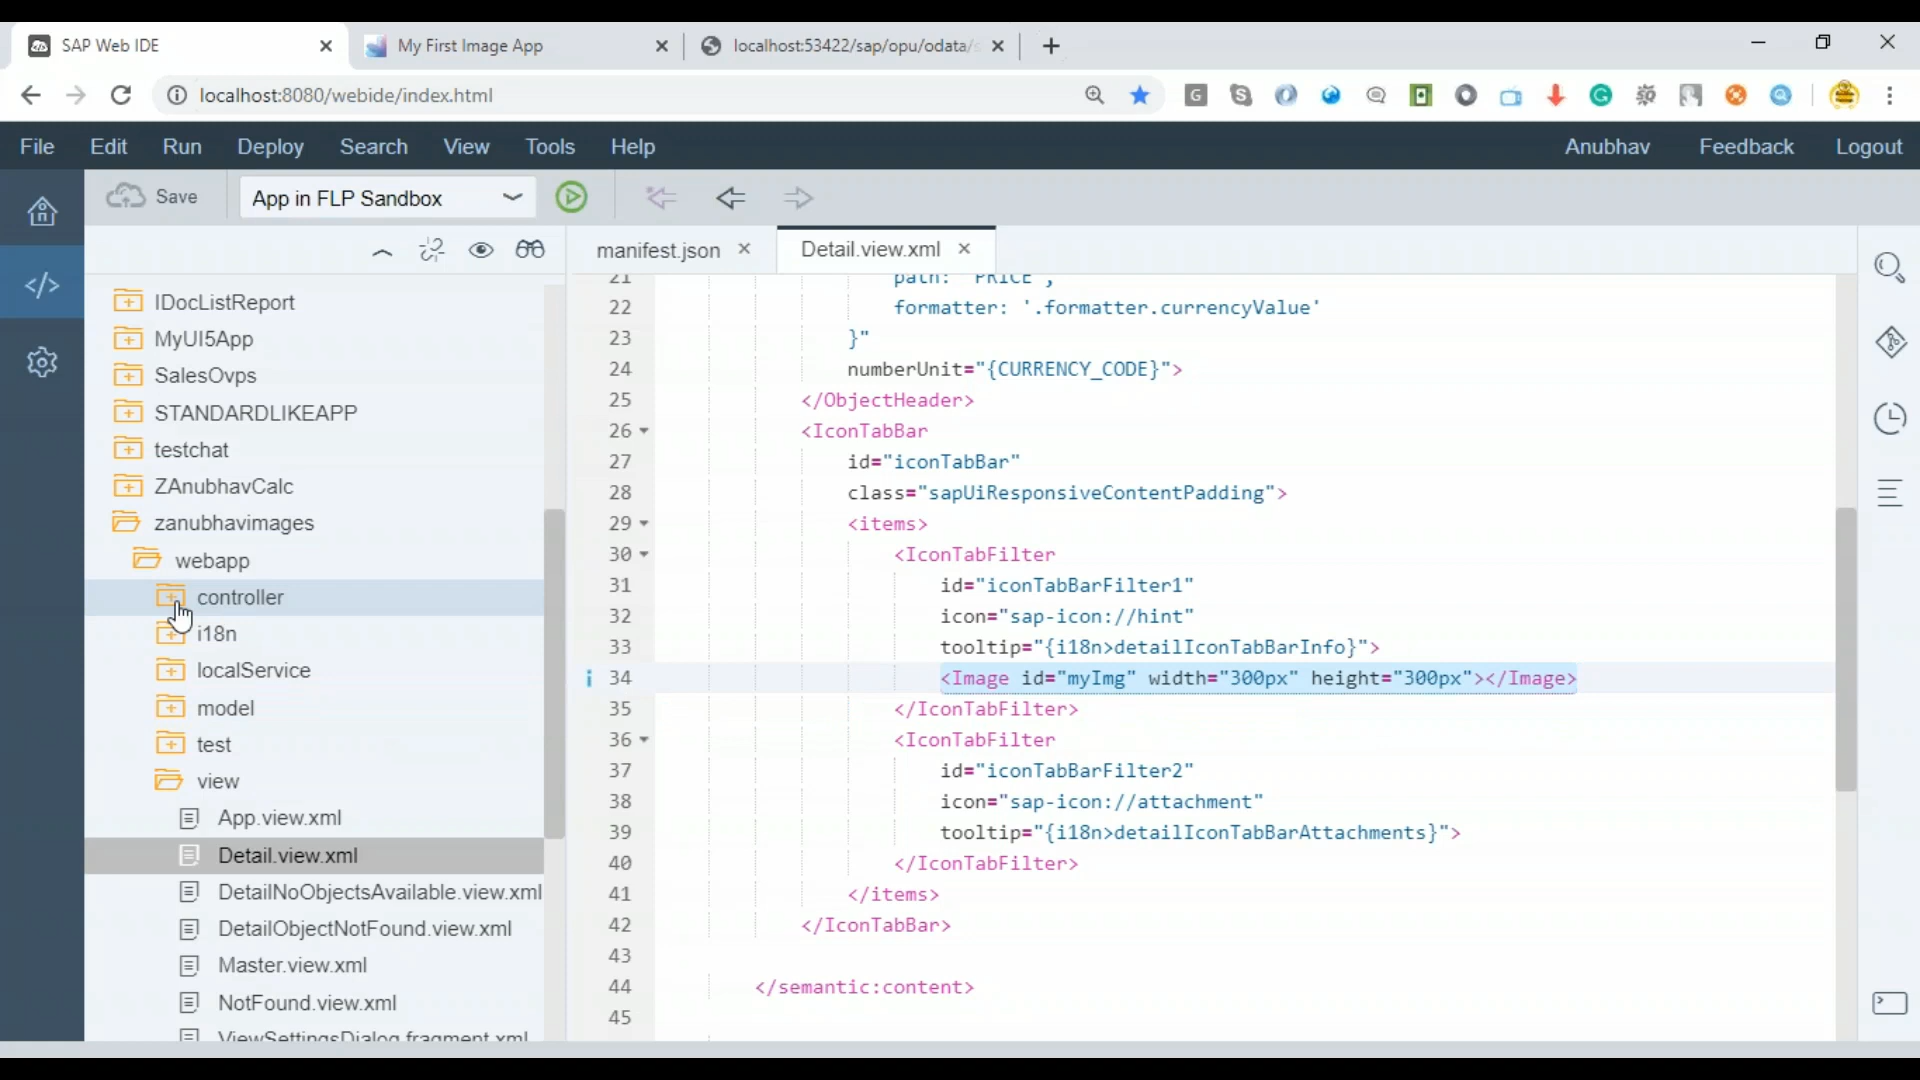 SAP Web IDE
My First Image App
localhost:53422/sap/opu/odata/
localhost:8080/webide/index.html
File Edit Run Deploy Search View Tools Help Anubhav Feedback Logout
Save App in FLP Sandbox
manifest.json Detail.view.xml
IDocListReport
MyUI5App
SalesOvps
STANDARDLIKEAPP
testchat
ZAnubhavCalc
zanubhavimages
webapp
controller
i18n
localService
model
test
view
App.view.xml
Detail.view.xml
DetailNoObjectsAvailable.view.xml
DetailObjectNotFound.view.xml
Master.view.xml
NotFound.view.xml
ViewSettingsDialog.fragment.xml
21 path: 'PRICE',
22 formatter: '.formatter.currencyValue'
23 }"
24 numberUnit="{CURRENCY_CODE}">
25 </ObjectHeader>
26 <IconTabBar
27 id="iconTabBar"
28 class="sapUiResponsiveContentPadding">
29 <items>
30 <IconTabFilter
31 id="iconTabBarFilter1"
32 icon="sap-icon://hint"
33 tooltip="{i18n>detailIconTabBarInfo}">
34 <Image id="myImg" width="300px" height="300px"></Image>
35 </IconTabFilter>
36 <IconTabFilter
37 id="iconTabBarFilter2"
38 icon="sap-icon://attachment"
39 tooltip="{i18n>detailIconTabBarAttachments}">
40 </IconTabFilter>
41 </items>
42 </IconTabBar>
43
44 </semantic:content>
45